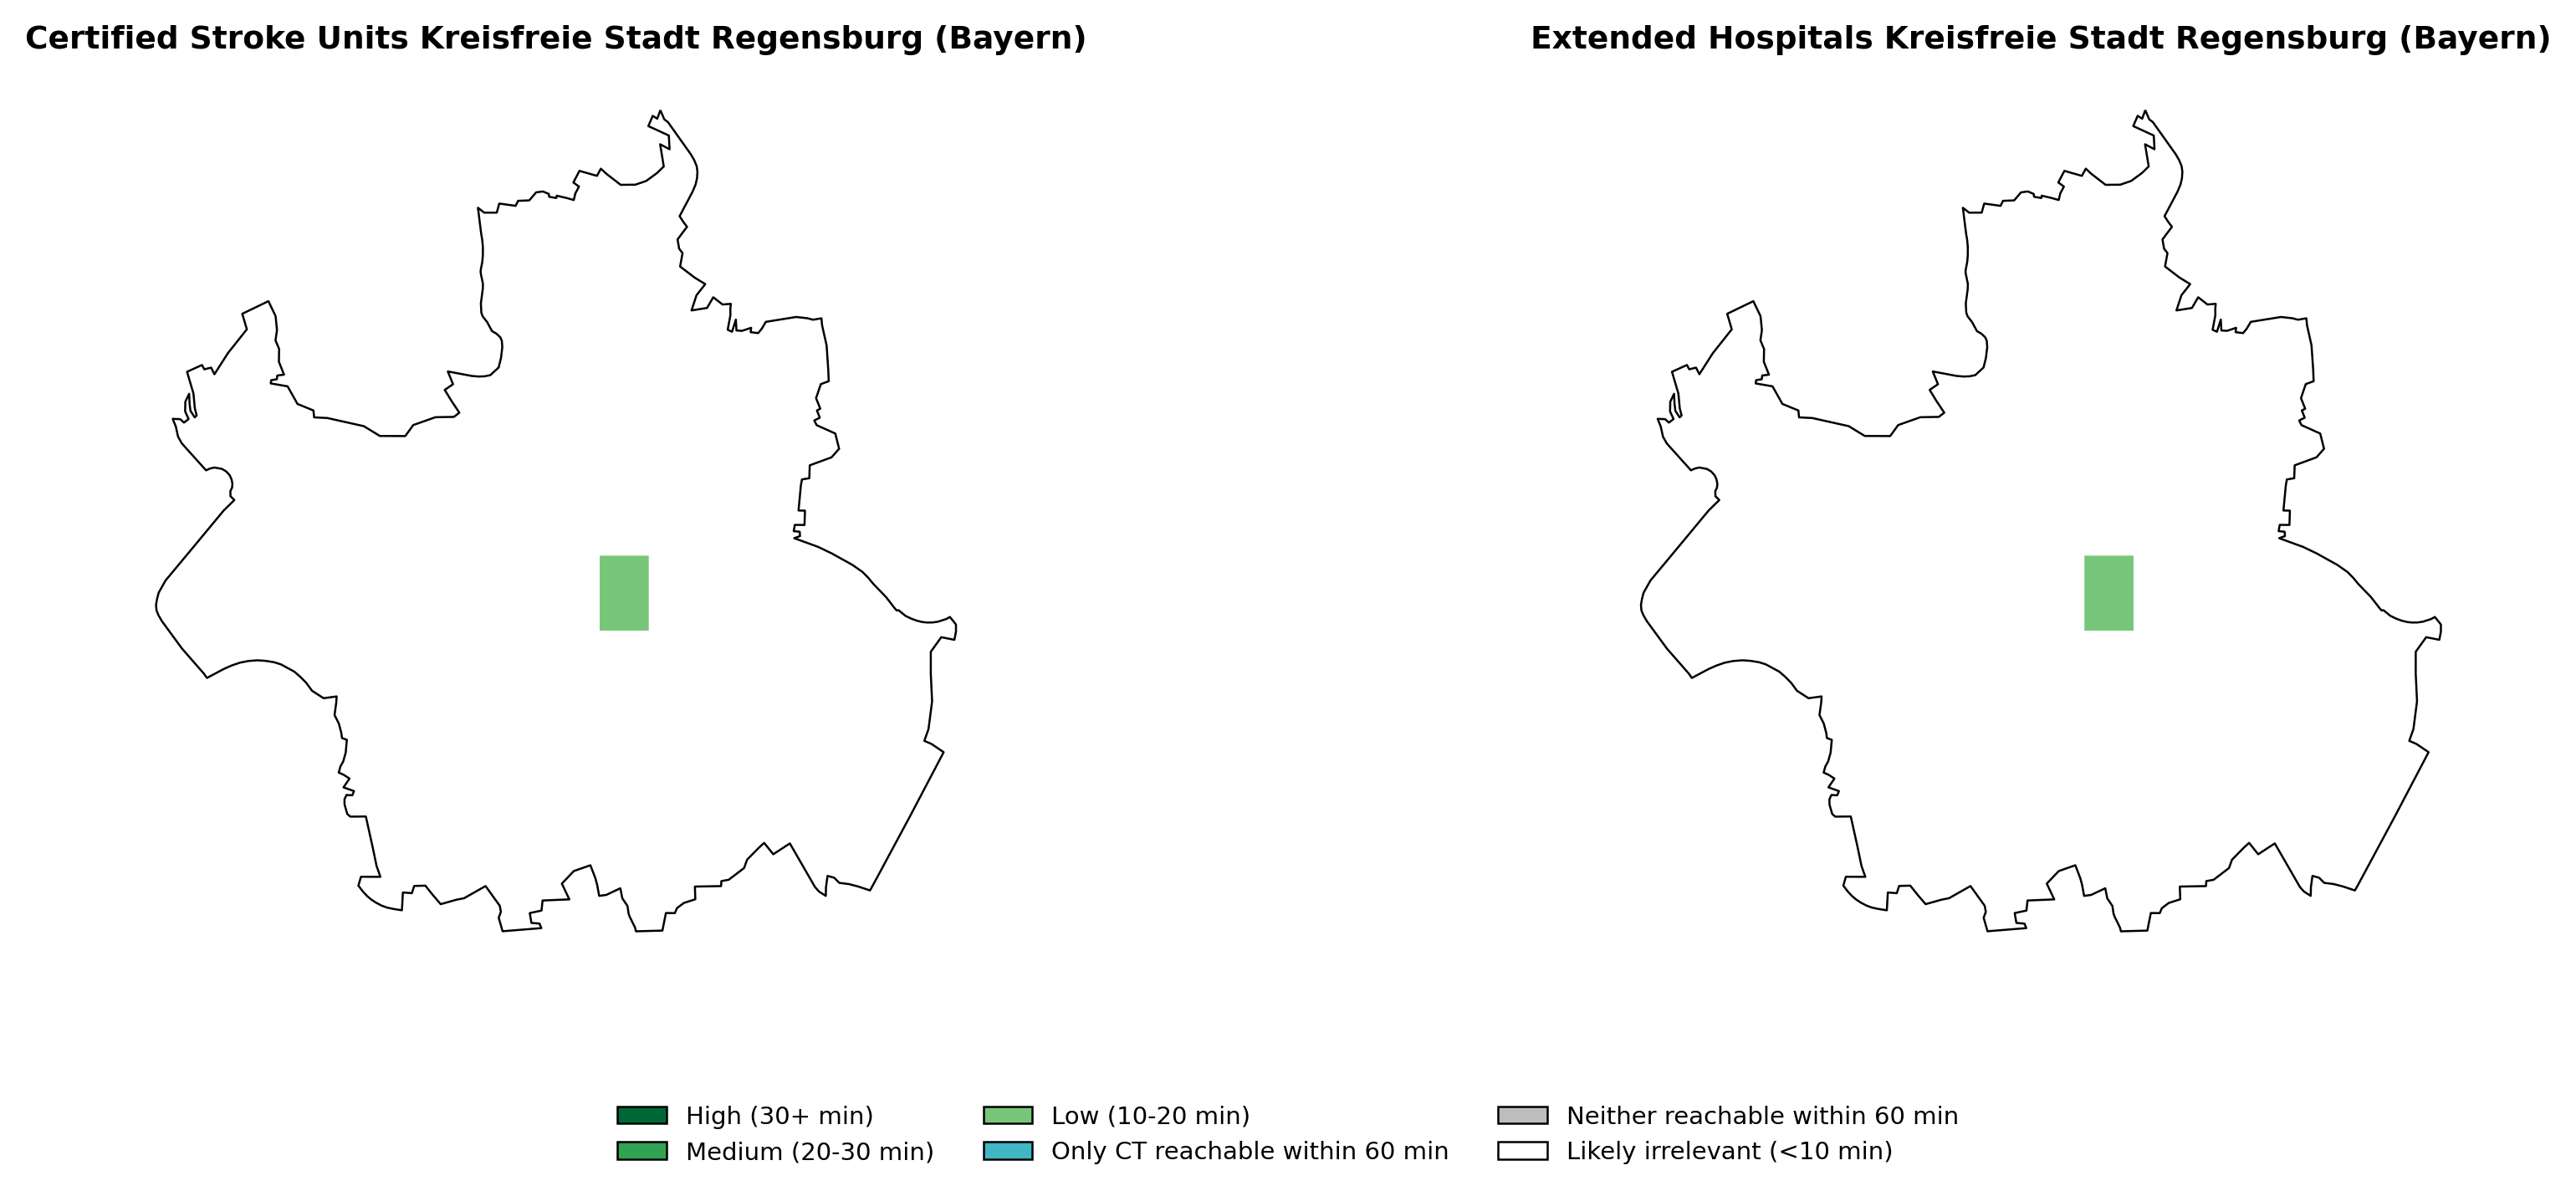 Certified Stroke Units Kreisfreie Stadt Regensburg (Bayern)
Extended Hospitals Kreisfreie Stadt Regensburg (Bayern)
High (30+ min)
Medium (20-30 min)
Low (10-20 min)
Only CT reachable within 60 min
Neither reachable within 60 min
Likely irrelevant (<10 min)